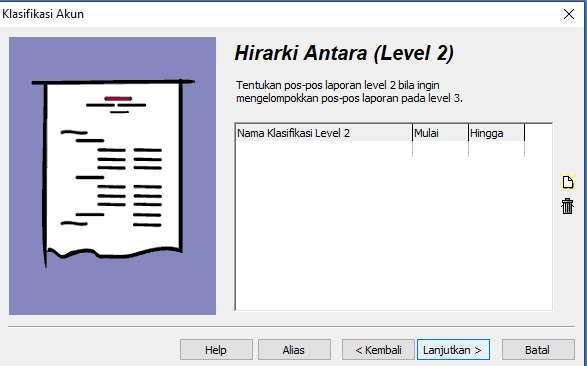 Klasifikasi Akun
Hirarki Antara (Level 2)
Tentukan pos-pos laporan level 2 bila ingin
mengelompokkan pos-pos laporan pada level 3.
Nama Klasifikasi Level 2 Mulai Hingga
Help Alias < Kembali Lanjutkan > Batal